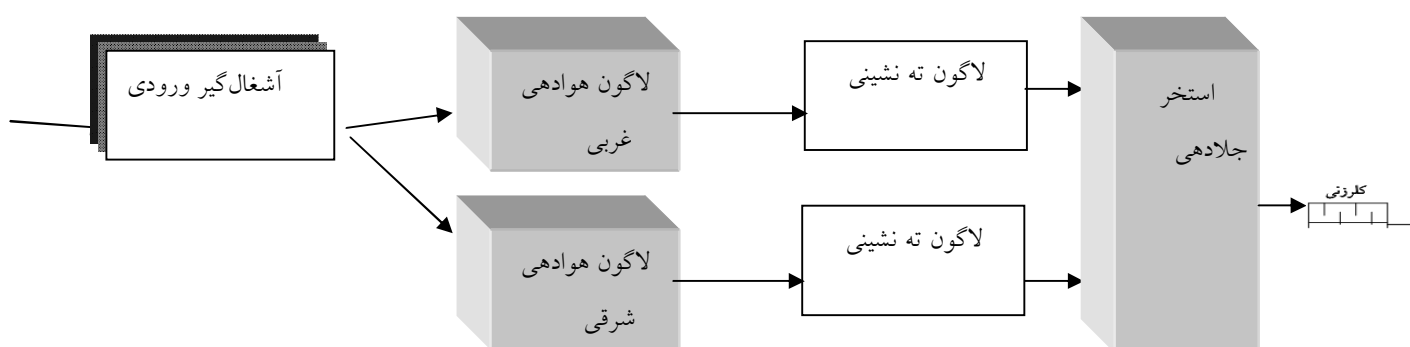 آشغال‌گیر ورودی
لاگون هوادهی
غربی
لاگون ته نشینی
استخر
جلادهی
کلرزنی
لاگون هوادهی
شرقی
لاگون ته نشینی